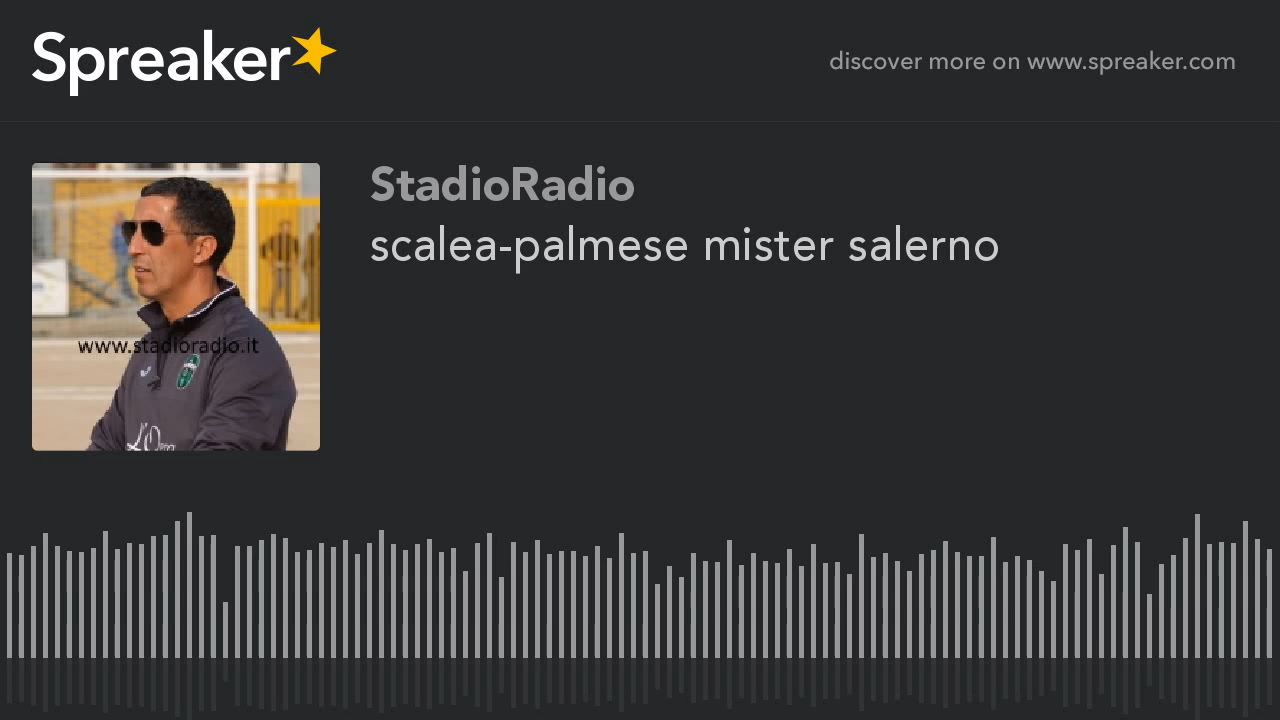 Spreaker
discover more on www.spreaker.com
StadioRadio
scalea-palmese mister salerno
www.stadioradio.it